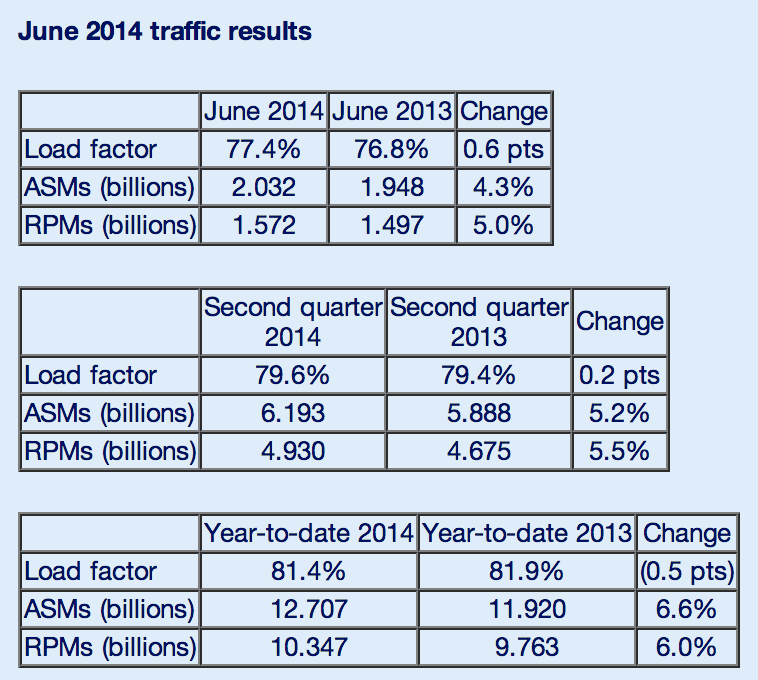 June 2014 traffic results
June 2014 June 2013 Change
Load factor 77.4% 76.8% 0.6 pts
ASMs (billions) 2.032 1.948 4.3%
RPMs (billions) 1.572 1.497 5.0%
Second quarter 2014 Second quarter 2013 Change
Load factor 79.6% 79.4% 0.2 pts
ASMs (billions) 6.193 5.888 5.2%
RPMs (billions) 4.930 4.675 5.5%
Year-to-date 2014 Year-to-date 2013 Change
Load factor 81.4% 81.9% (0.5 pts)
ASMs (billions) 12.707 11.920 6.6%
RPMs (billions) 10.347 9.763 6.0%